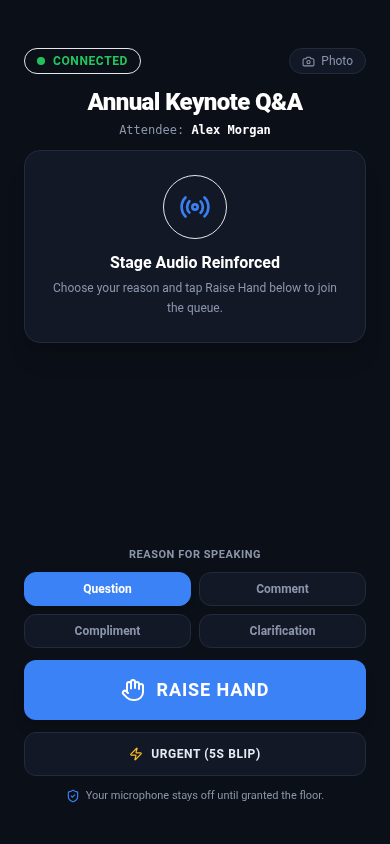 CONNECTED
Photo
Annual Keynote Q&A
Attendee: Alex Morgan
Stage Audio Reinforced
Choose your reason and tap Raise Hand below to join
the queue.
REASON FOR SPEAKING
Question
Comment
Compliment
Clarification
RAISE HAND
URGENT (5S BLIP)
Your microphone stays off until granted the floor.